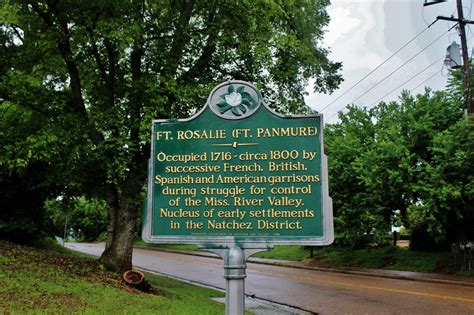 FT. ROSALIE (FT. PANMURE)
Occupied 1716-circa 1800 by
successive French, British,
Spanish and American garrisons
during struggle for control
of the Miss. River Valley.
Nucleus of early settlements
in the Natchez District.